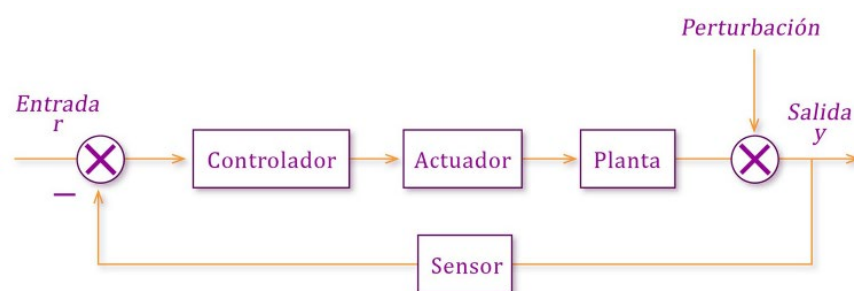 Perturbación
Entrada
r
Salida
y
Controlador
Actuador
Planta
−
Sensor